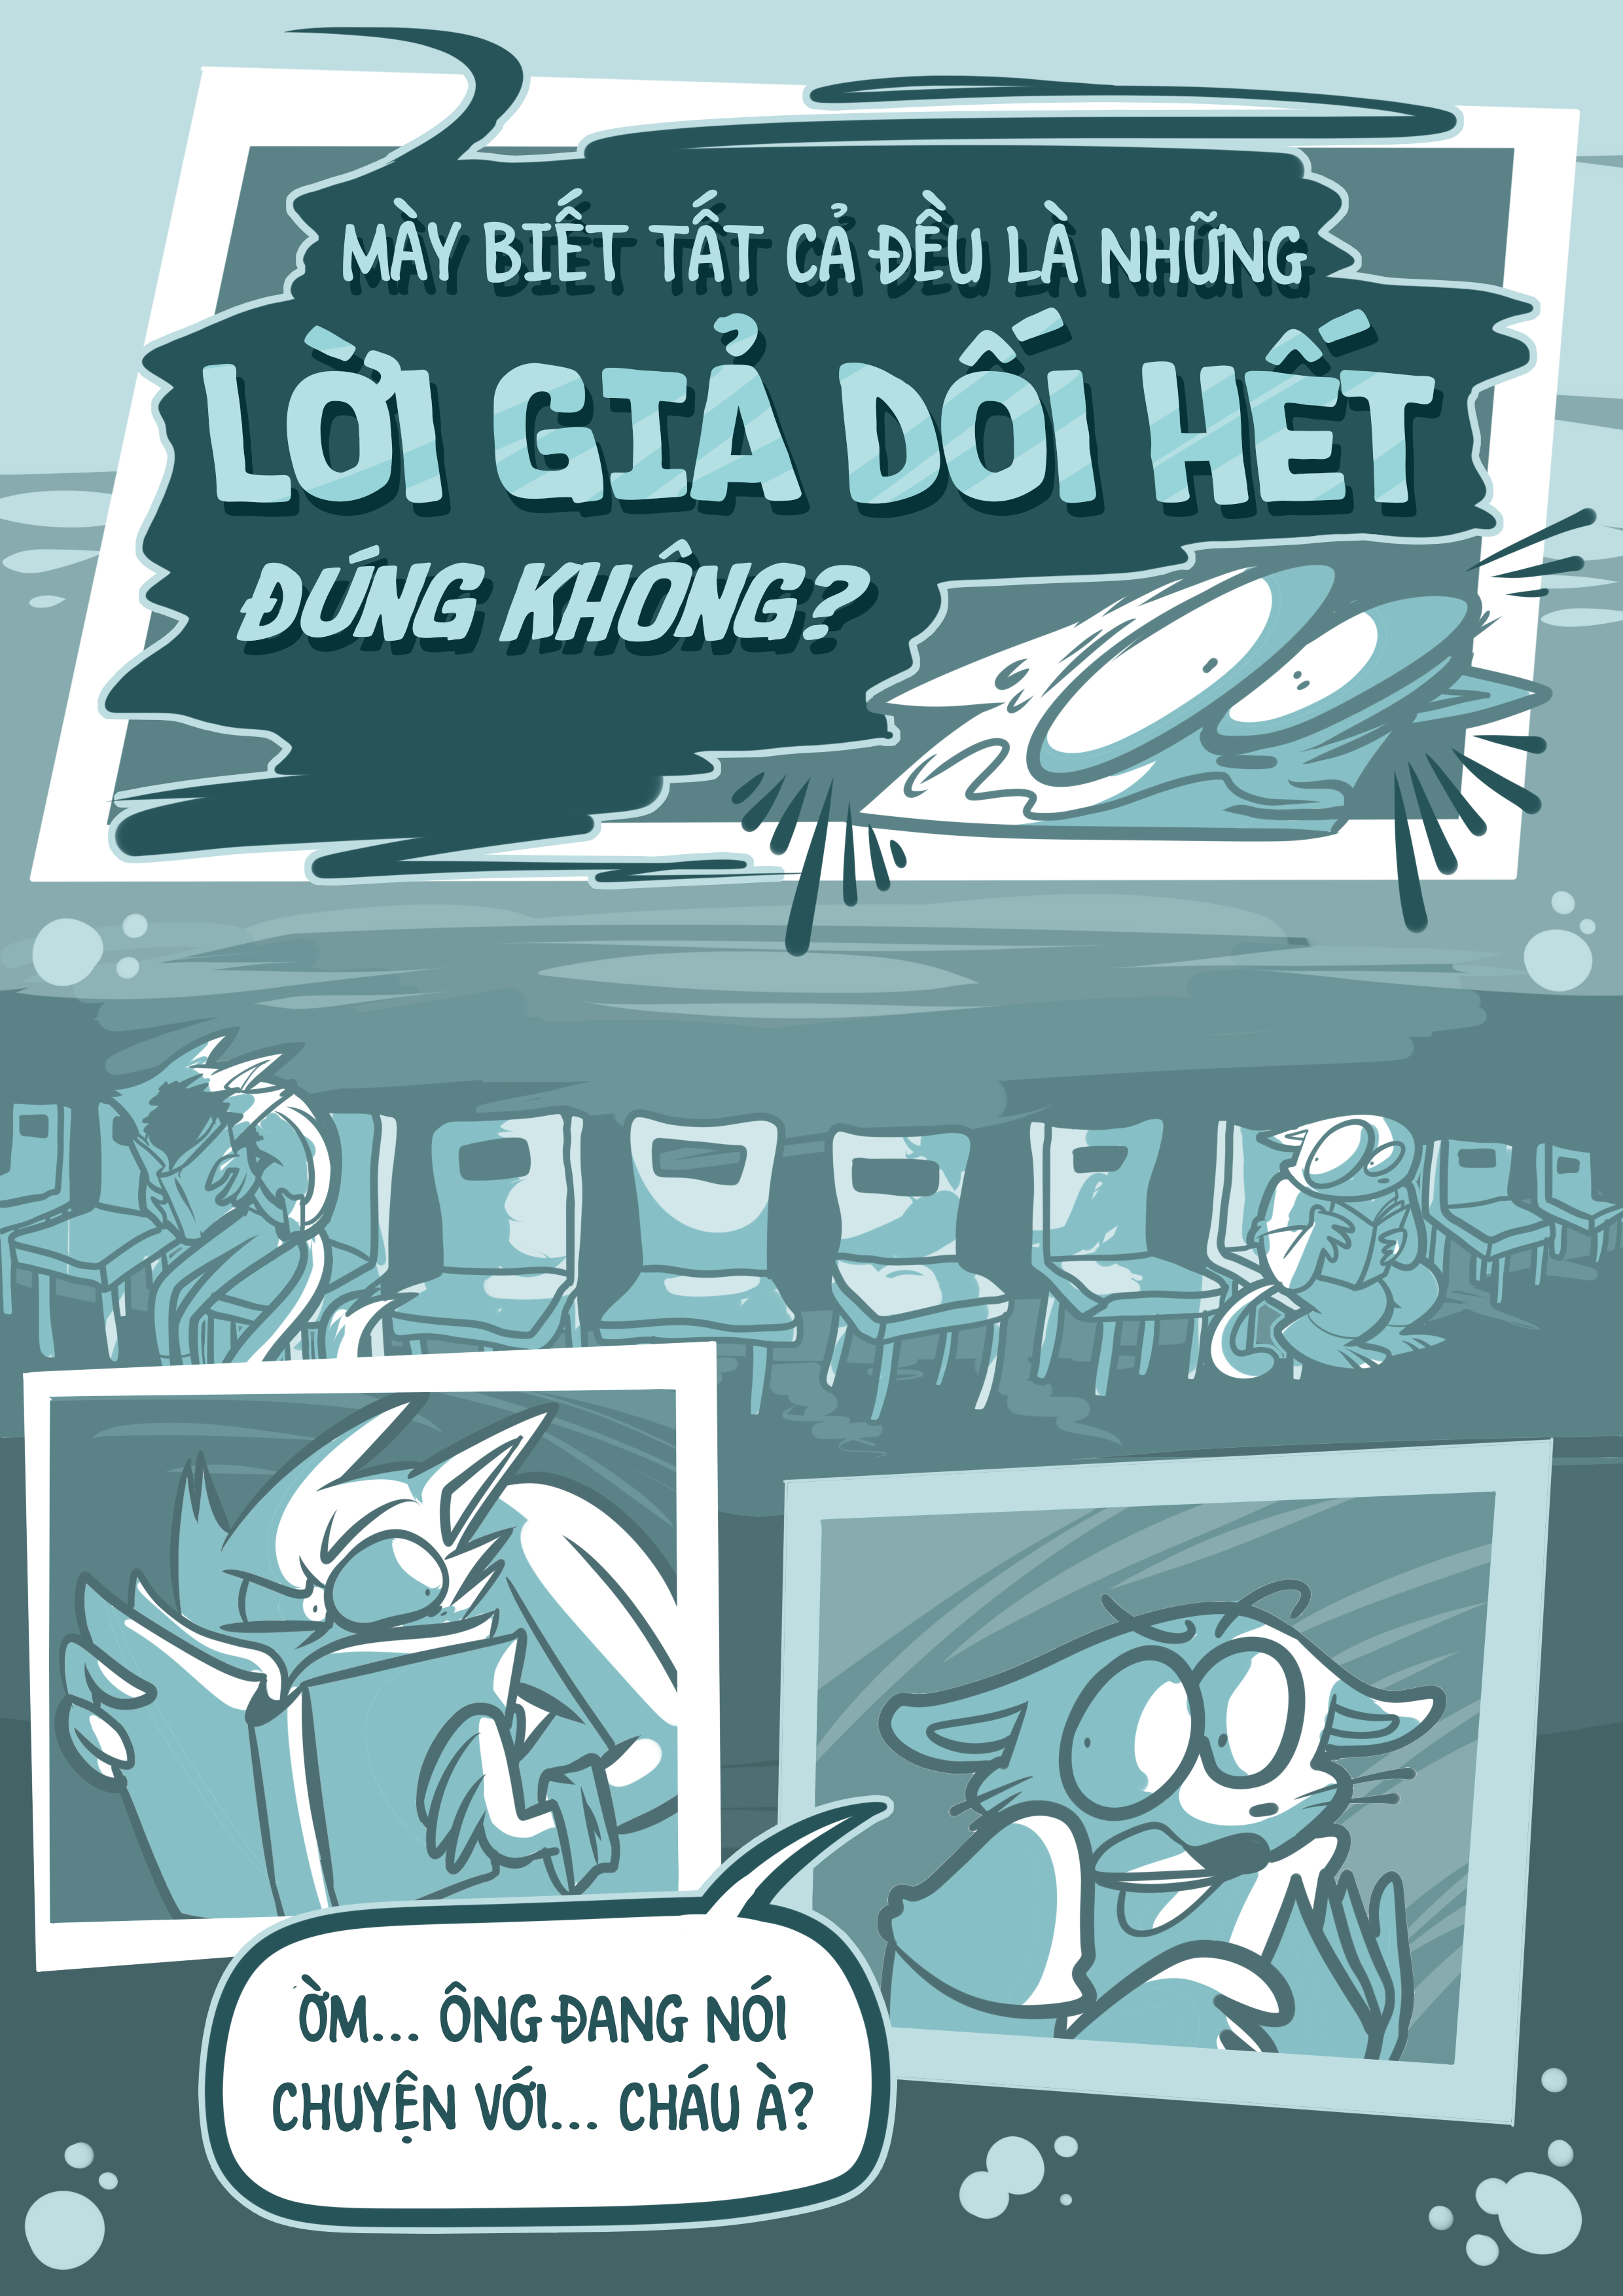 MÀY BIẾT TẤT CẢ ĐỀU LÀ NHỮNG
LỜI GIẢ DỐI HẾT
ĐÚNG KHÔNG?
ỜM... ÔNG ĐANG NÓI
CHUYỆN VỚI... CHÁU À?